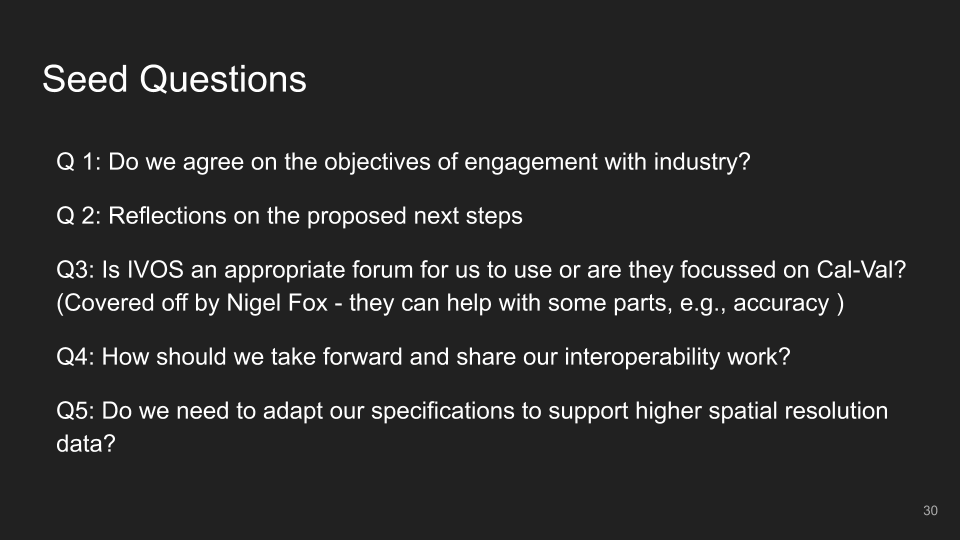 Seed Questions
Q 1: Do we agree on the objectives of engagement with industry?
Q 2: Reflections on the proposed next steps
Q3: Is IVOS an appropriate forum for us to use or are they focussed on Cal-Val?
(Covered off by Nigel Fox - they can help with some parts, e.g., accuracy )
Q4: How should we take forward and share our interoperability work?
Q5: Do we need to adapt our specifications to support higher spatial resolution
data?
30